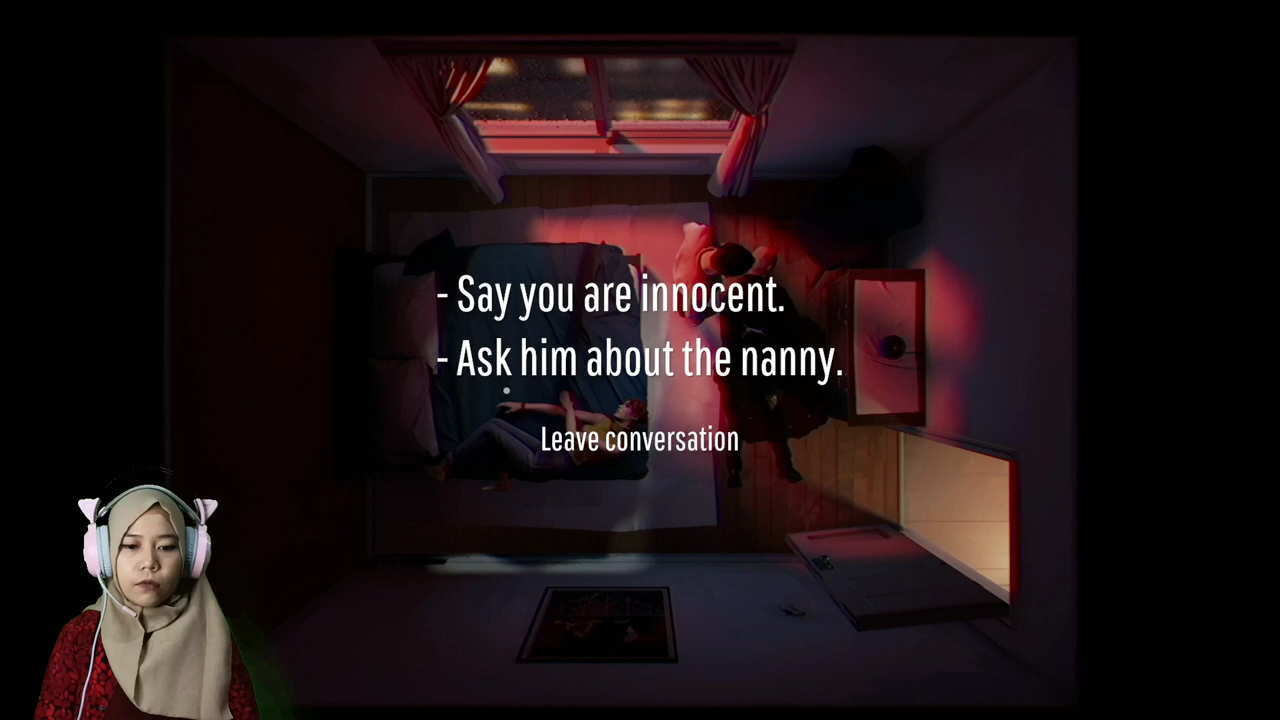 - Say you are innocent.
- Ask him about the nanny.
Leave conversation